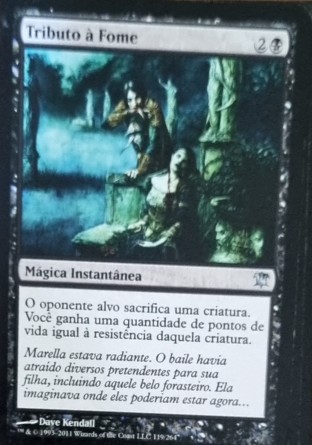 Tributo à Fome 2
Mágica Instantânea
O oponente alvo sacrifica uma criatura.
Você ganha uma quantidade de pontos de
vida igual à resistência daquela criatura.
Marella estava radiante. O baile havia
atraído diversos pretendentes para sua
filha, incluindo aquele belo forasteiro. Ela
imaginava onde eles poderiam estar agora...
Dave Kendall
™ & © 1993–2011 Wizards of the Coast LLC 119/264